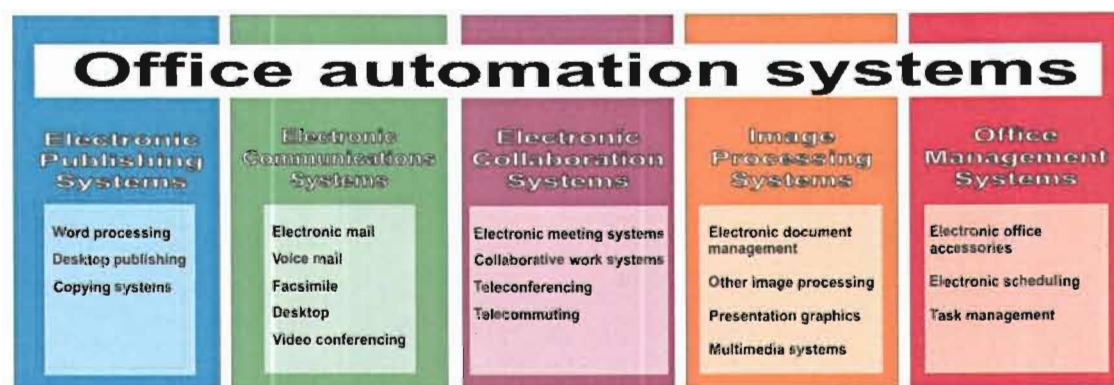 Office automation systems
Electronic
Publishing
Systems
Word processing
Desktop publishing
Copying systems
Electronic
Communications
Systems
Electronic mail
Voice mail
Facsimile
Desktop
Video conferencing
Electronic
Collaboration
Systems
Electronic meeting systems
Collaborative work systems
Teleconferencing
Telecommuting
Image
Processing
Systems
Electronic document
management
Other image processing
Presentation graphics
Multimedia systems
Office
Management
Systems
Electronic office
accessories
Electronic scheduling
Task management